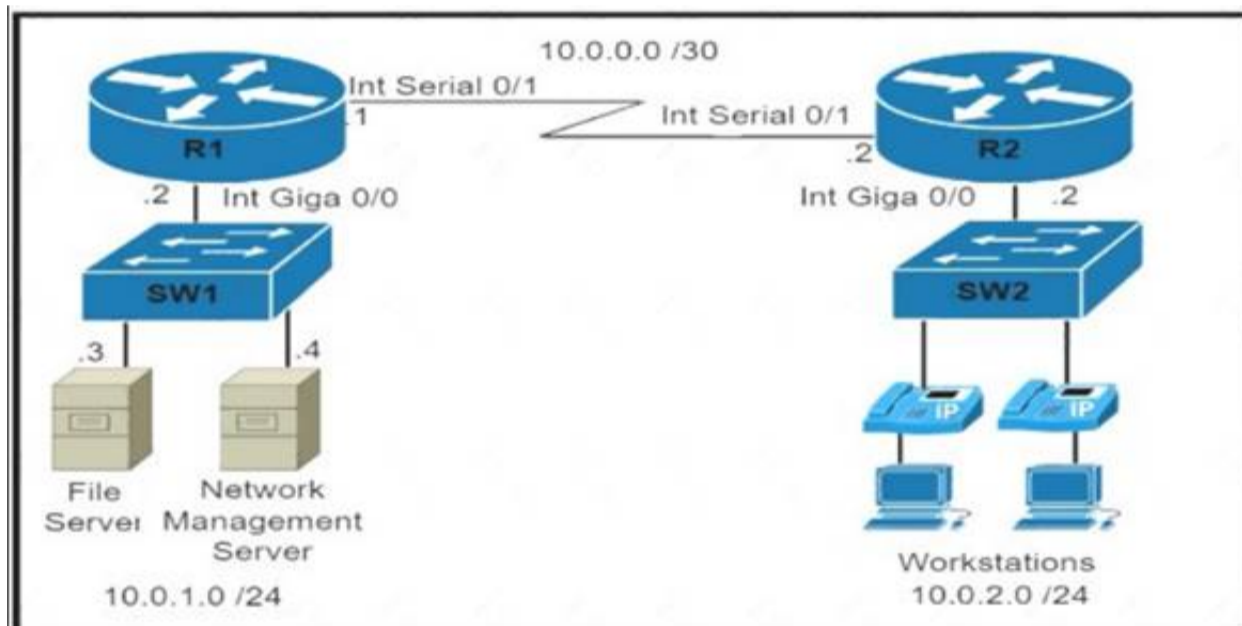 10.0.0.0 /30
Int Serial 0/1
.1
Int Serial 0/1
.2
R1
R2
.2
Int Giga 0/0
Int Giga 0/0
.2
SW1
SW2
.3
.4
IP
IP
File
Server
Network
Management
Server
10.0.1.0 /24
Workstations
10.0.2.0 /24